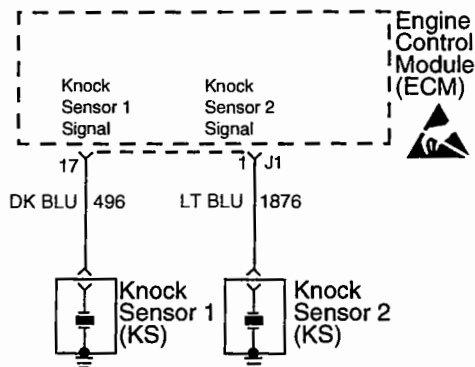 Engine
Control
Module
(ECM)
Knock
Sensor 1
Signal
Knock
Sensor 2
Signal
17
1 J1
DK BLU 496
LT BLU 1876
Knock
Sensor 1
(KS)
Knock
Sensor 2
(KS)